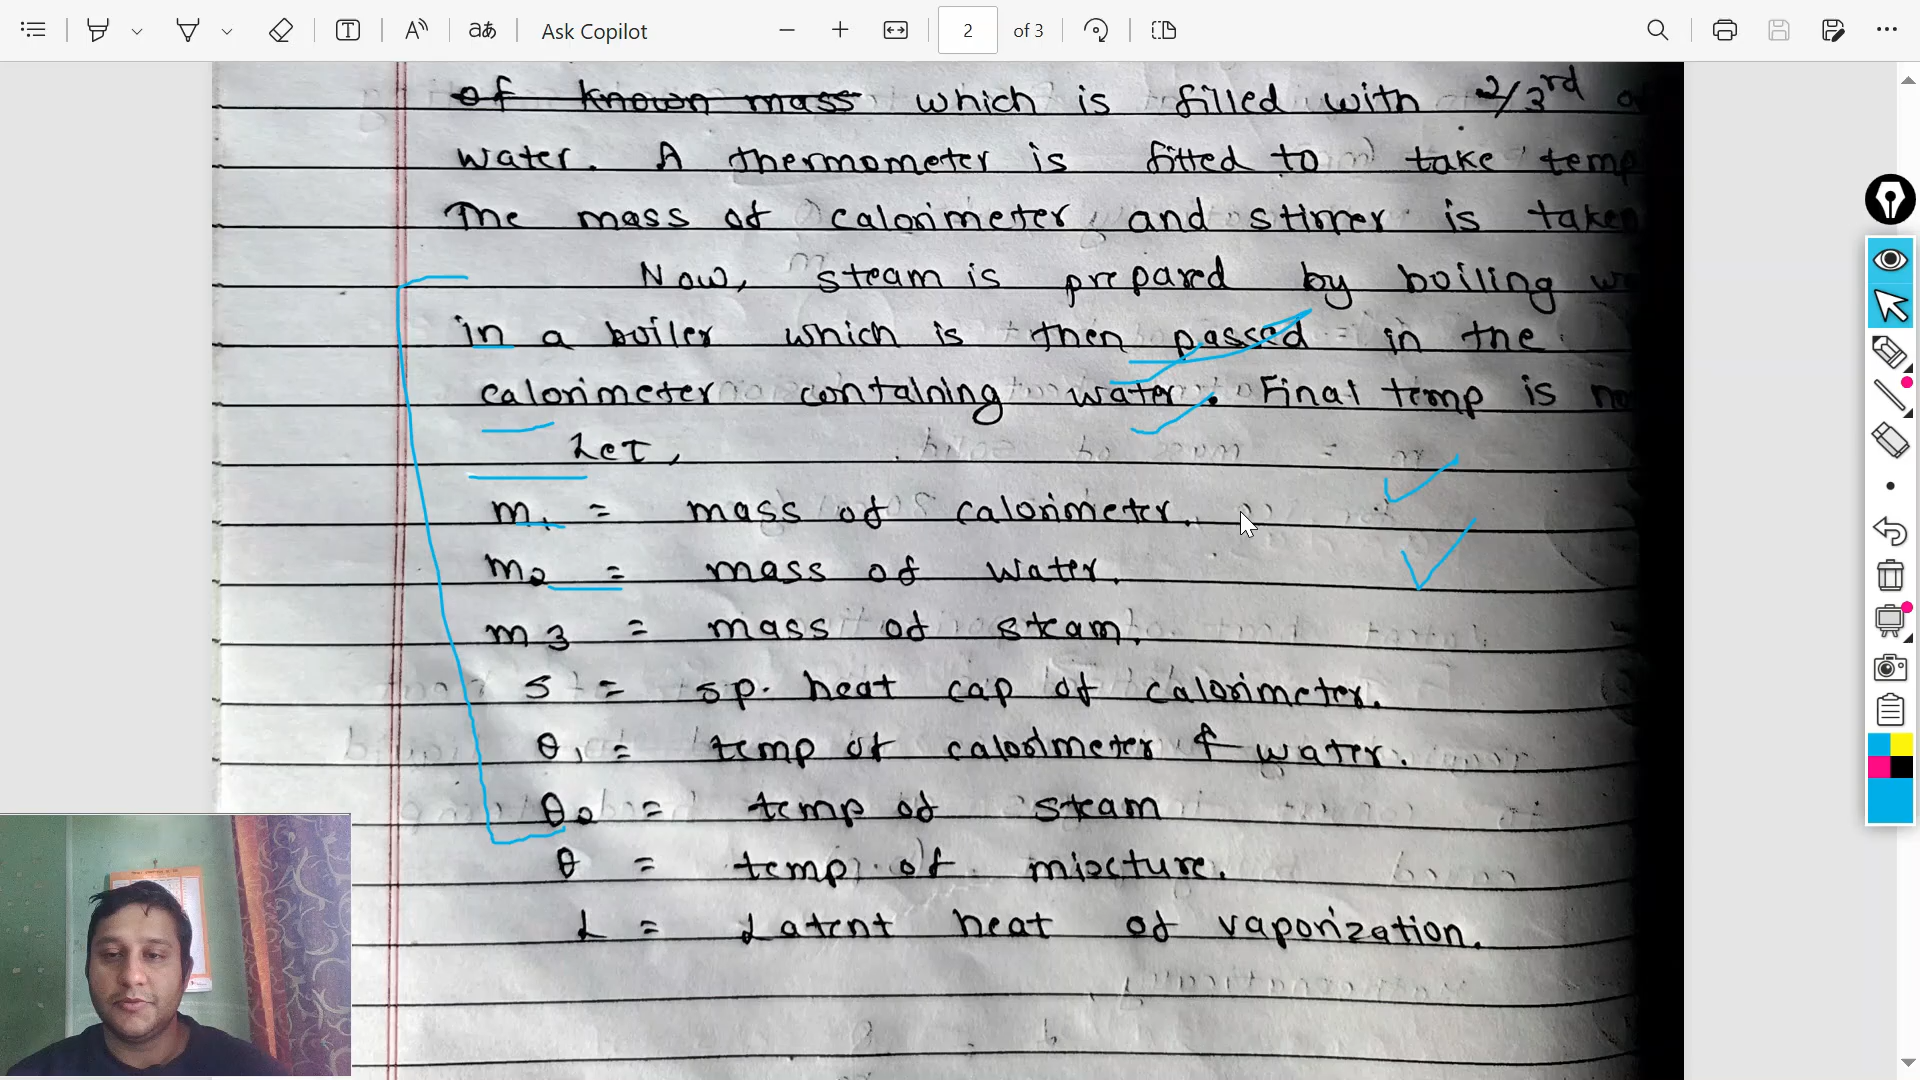 Ask Copilot
2
of 3
of known mass which is filled with 2/3rd
water. A thermometer is fitted to take temp
The mass of calorimeter and stirrer is taken
Now, steam is prepared by boiling
in a boiler which is then passed in the
calorimeter containing water. Final temp is
Let,
m1 = mass of calorimeter.
m2 = mass of water.
m3 = mass of steam.
s = sp. heat cap of calorimeter.
θ1 = temp of calorimeter & water.
θ2 = temp of steam
θ = temp. of mixture.
L = Latent heat of vaporization.